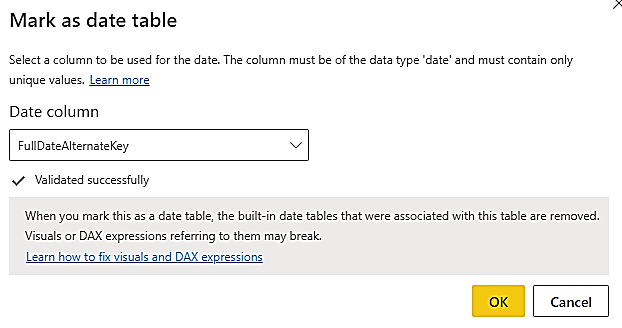 Mark as date table
Select a column to be used for the date. The column must be of the data type 'date' and must contain only
unique values. Learn more
Date column
FullDateAlternateKey
Validated successfully
When you mark this as a date table, the built-in date tables that were associated with this table are removed.
Visuals or DAX expressions referring to them may break.
Learn how to fix visuals and DAX expressions
OK Cancel